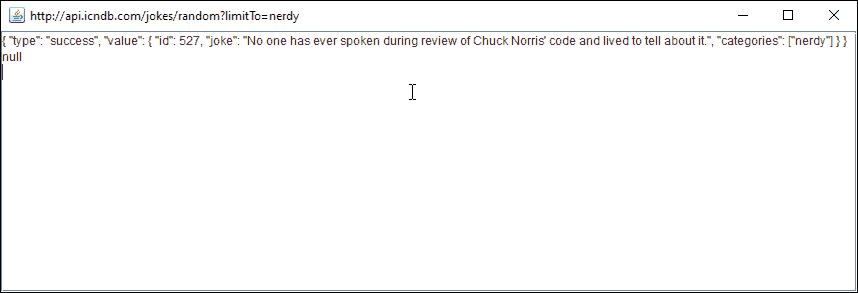 http://api.icndb.com/jokes/random?limitTo=nerdy
{ "type": "success", "value": { "id": 527, "joke": "No one has ever spoken during review of Chuck Norris' code and lived to tell about it.", "categories": ["nerdy"] } }
null